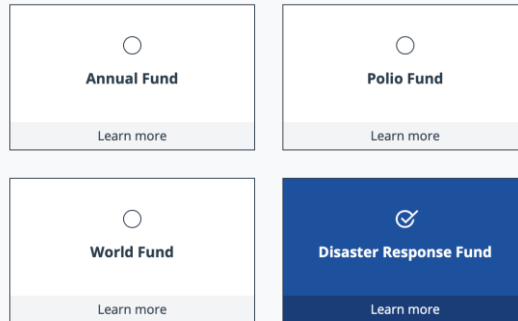 Annual Fund
Polio Fund
Learn more
Learn more
World Fund
Disaster Response Fund
Learn more
Learn more